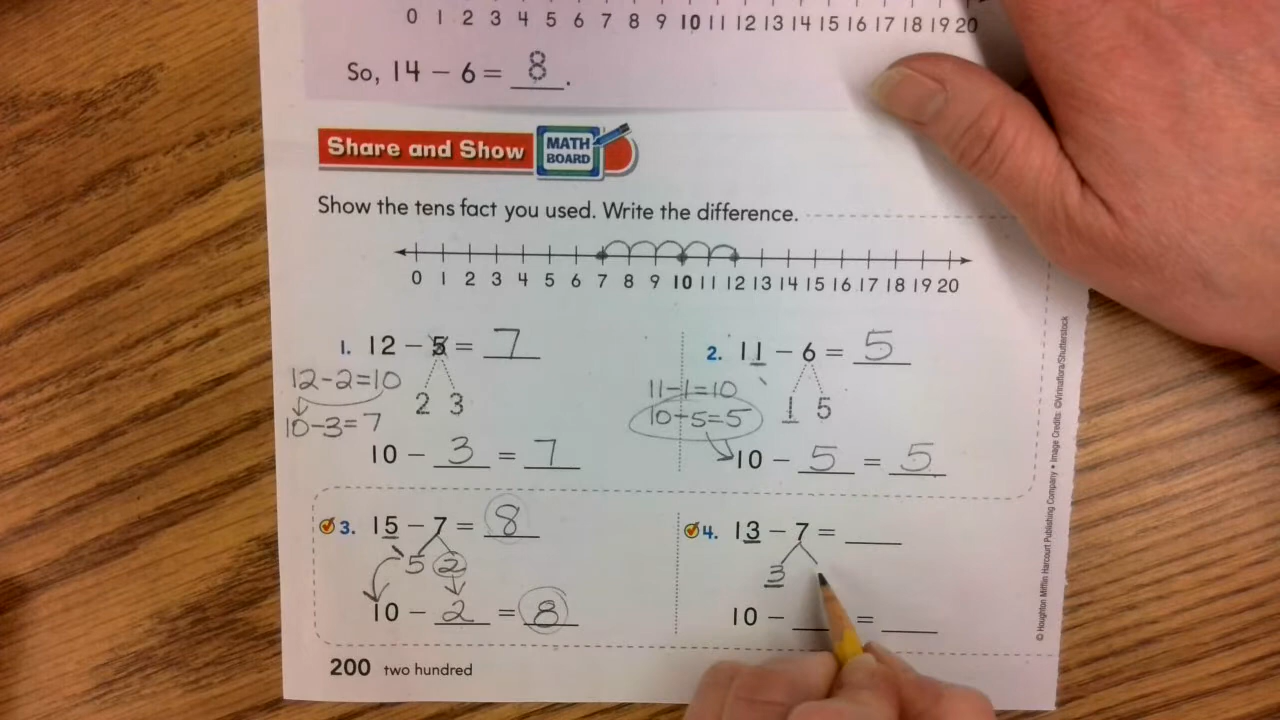 0 1 2 3 4 5 6 7 8 9 10 11 12 13 14 15 16 17 18 19 20
So, 14 − 6 = 8.
Share and Show MATH BOARD
Show the tens fact you used. Write the difference.
0 1 2 3 4 5 6 7 8 9 10 11 12 13 14 15 16 17 18 19 20
1. 12 − 5 = 7
12-2=10
2 3
10-3=7
10 − 3 = 7
2. 11 − 6 = 5
11-1=10
1 5
10-5=5
10 − 5 = 5
3. 15 − 7 = 8
5 2
10 − 2 = 8
4. 13 − 7 = ___
3
10 − ___ = ___
200 two hundred
© Houghton Mifflin Harcourt Publishing Company • Image Credits: ©Virinaflora/Shutterstock